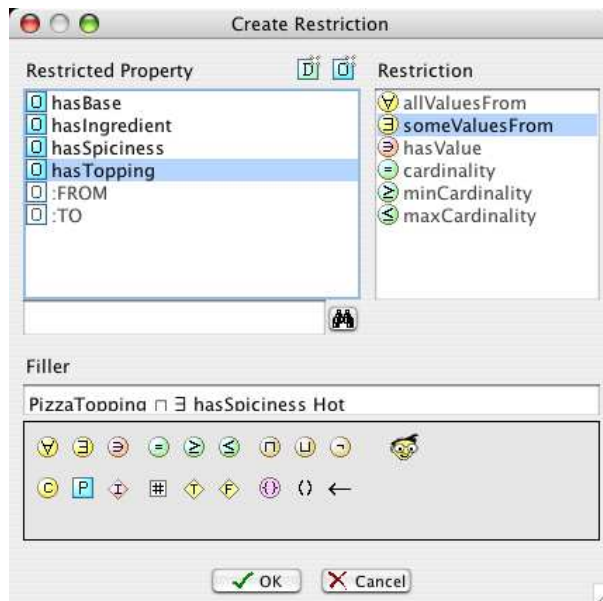 Create Restriction
Restricted Property
D
O
Restriction
O hasBase
O hasIngredient
O hasSpiciness
O hasTopping
O :FROM
O :TO
∀ allValuesFrom
∃ someValuesFrom
∋ hasValue
= cardinality
≥ minCardinality
≤ maxCardinality
Filler
PizzaTopping ⊓ ∃ hasSpiciness Hot
∀ ∃ ∋ = ≥ ≤ ⊓ ⊔ ¬
C P I # T F {} () ←
OK
Cancel